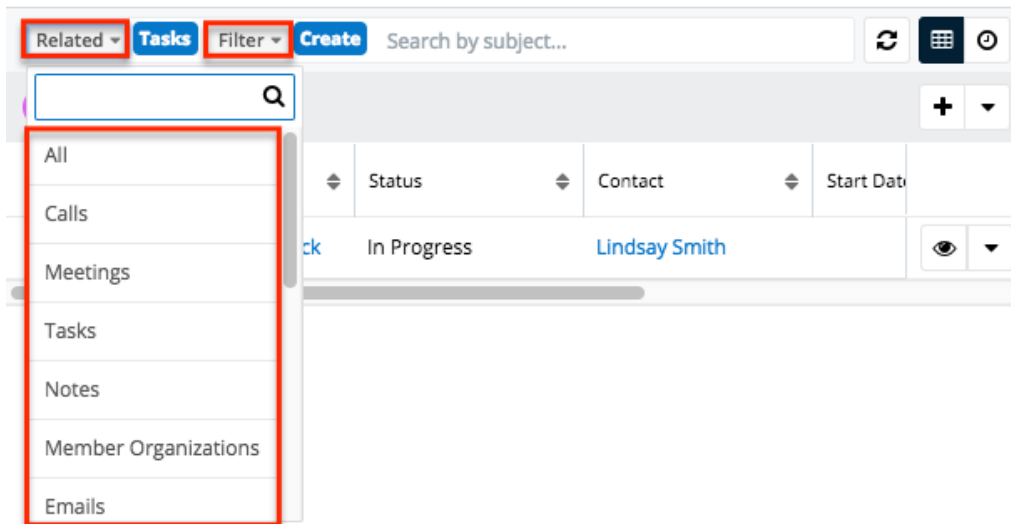 Related Tasks Filter Create Search by subject...
All
Status Contact Start Dat
Calls
ck In Progress Lindsay Smith
Meetings
Tasks
Notes
Member Organizations
Emails